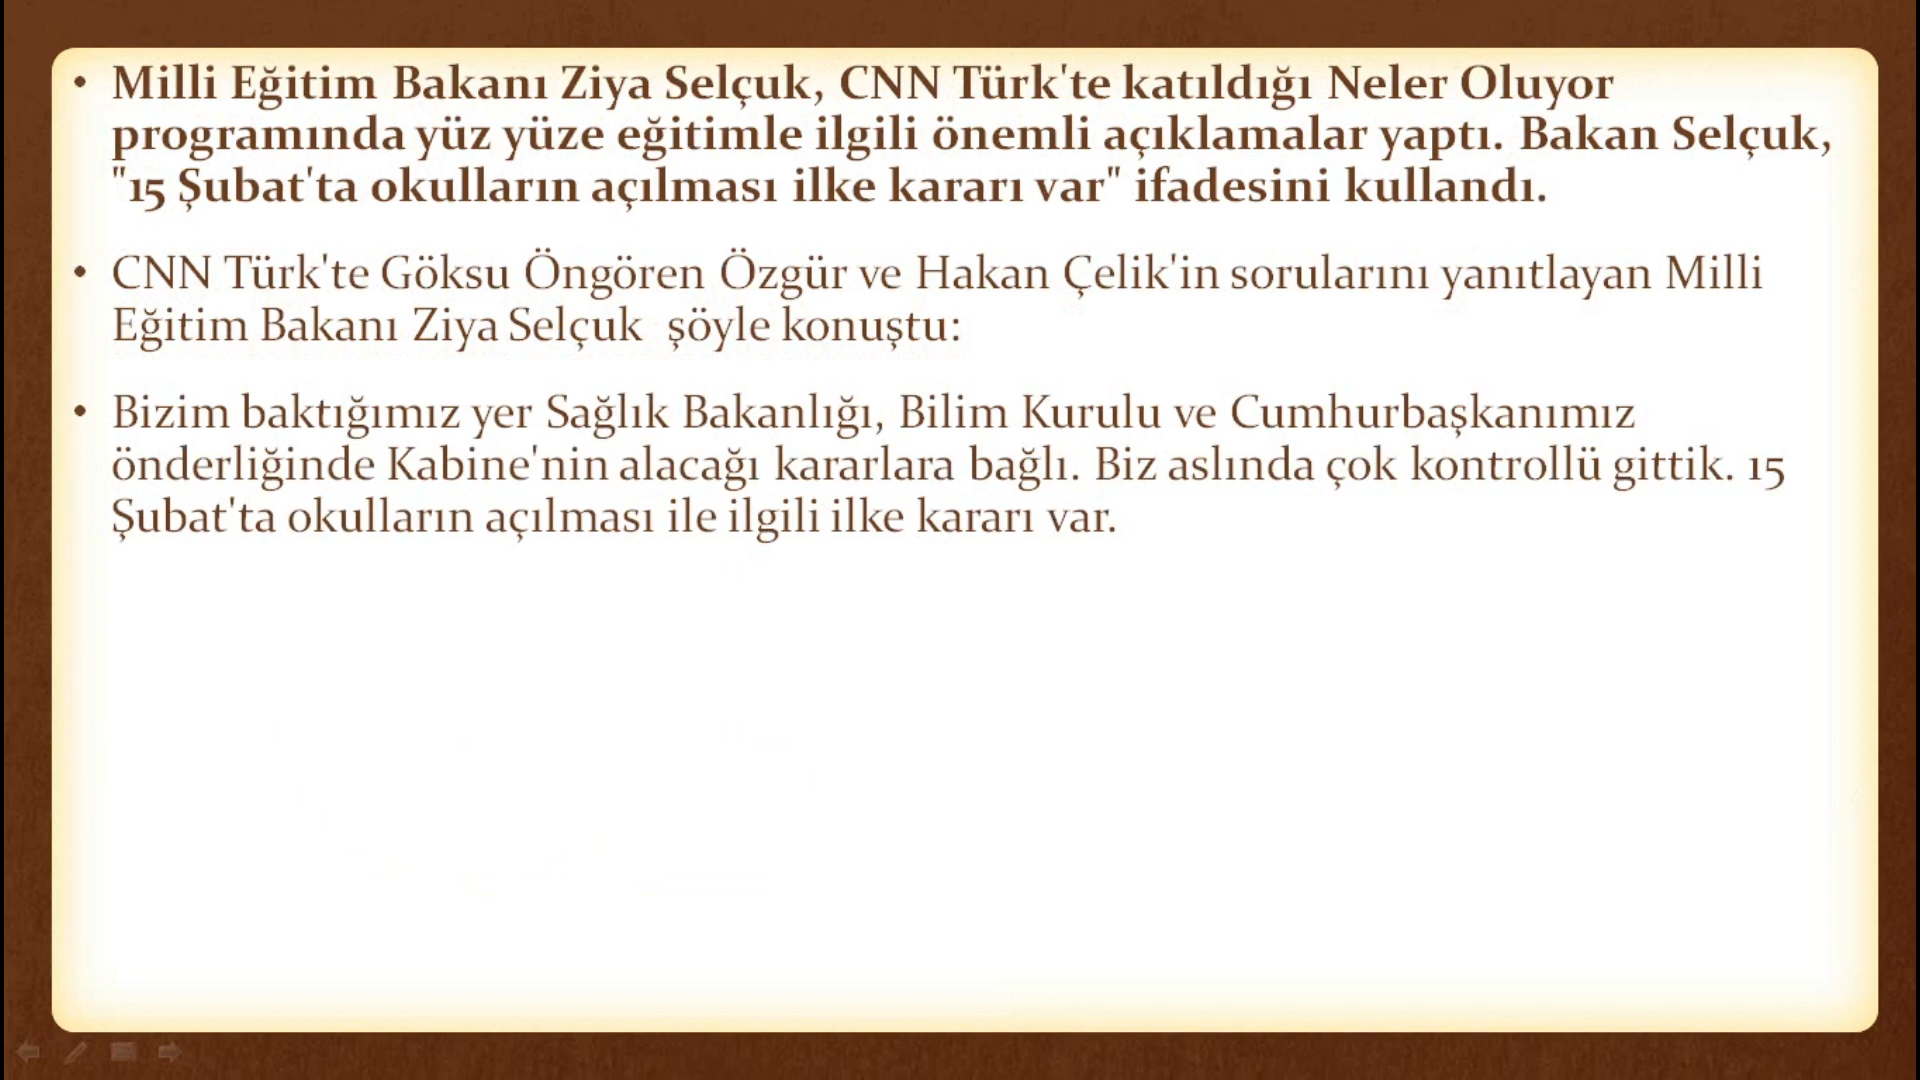 • Milli Eğitim Bakanı Ziya Selçuk, CNN Türk'te katıldığı Neler Oluyor
programında yüz yüze eğitimle ilgili önemli açıklamalar yaptı. Bakan Selçuk,
"15 Şubat'ta okulların açılması ilke kararı var" ifadesini kullandı.
• CNN Türk'te Göksu Öngören Özgür ve Hakan Çelik'in sorularını yanıtlayan Milli
Eğitim Bakanı Ziya Selçuk  şöyle konuştu:
• Bizim baktığımız yer Sağlık Bakanlığı, Bilim Kurulu ve Cumhurbaşkanımız
önderliğinde Kabine'nin alacağı kararlara bağlı. Biz aslında çok kontrollü gittik. 15
Şubat'ta okulların açılması ile ilgili ilke kararı var.